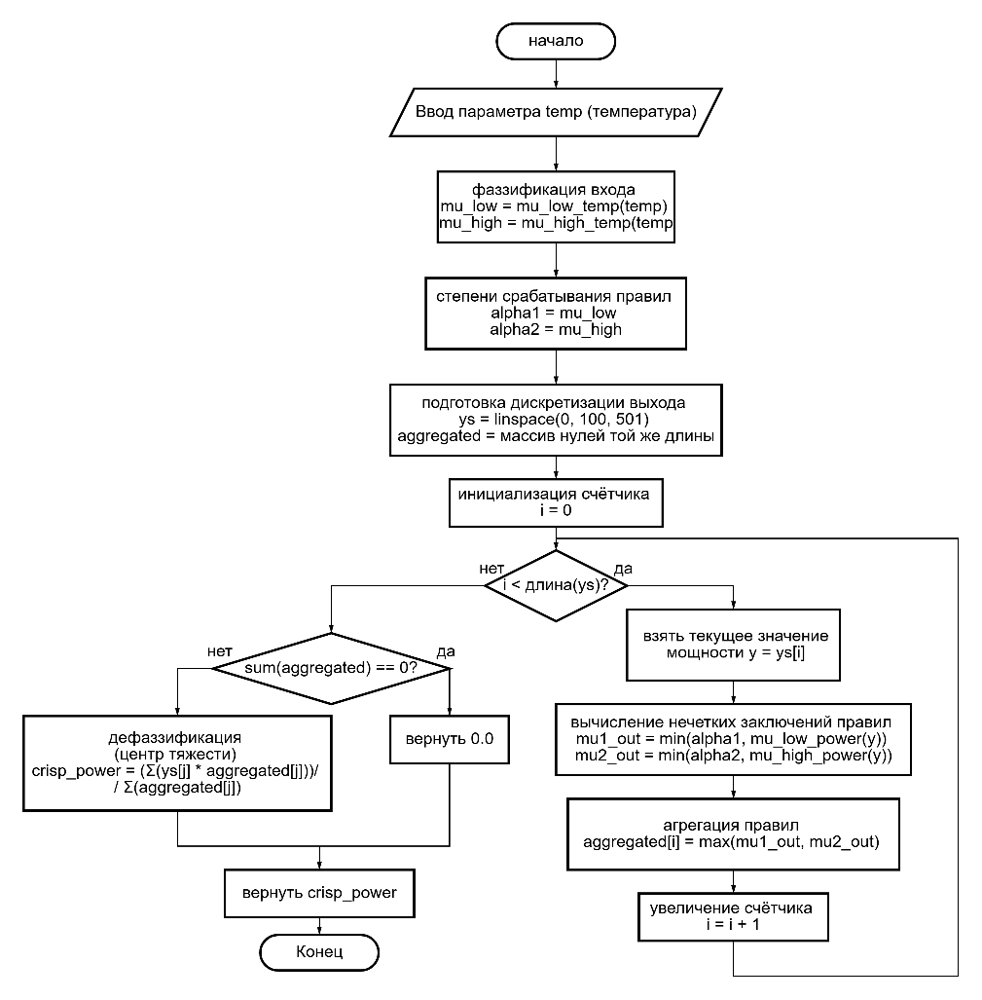 начало
Ввод параметра temp (температура)
фаззификация входа
mu_low = mu_low_temp(temp)
mu_high = mu_high_temp(temp
степени срабатывания правил
alpha1 = mu_low
alpha2 = mu_high
подготовка дискретизации выхода
ys = linspace(0, 100, 501)
aggregated = массив нулей той же длины
инициализация счётчика
i = 0
нет
да
i < длина(ys)?
взять текущее значение
мощности y = ys[i]
нет
да
sum(aggregated) == 0?
вычисление нечетких заключений правил
mu1_out = min(alpha1, mu_low_power(y))
mu2_out = min(alpha2, mu_high_power(y))
дефаззификация
(центр тяжести)
crisp_power = (Σ(ys[j] * aggregated[j]))/
/ Σ(aggregated[j])
вернуть 0.0
агрегация правил
aggregated[i] = max(mu1_out, mu2_out)
вернуть crisp_power
увеличение счётчика
i = i + 1
Конец